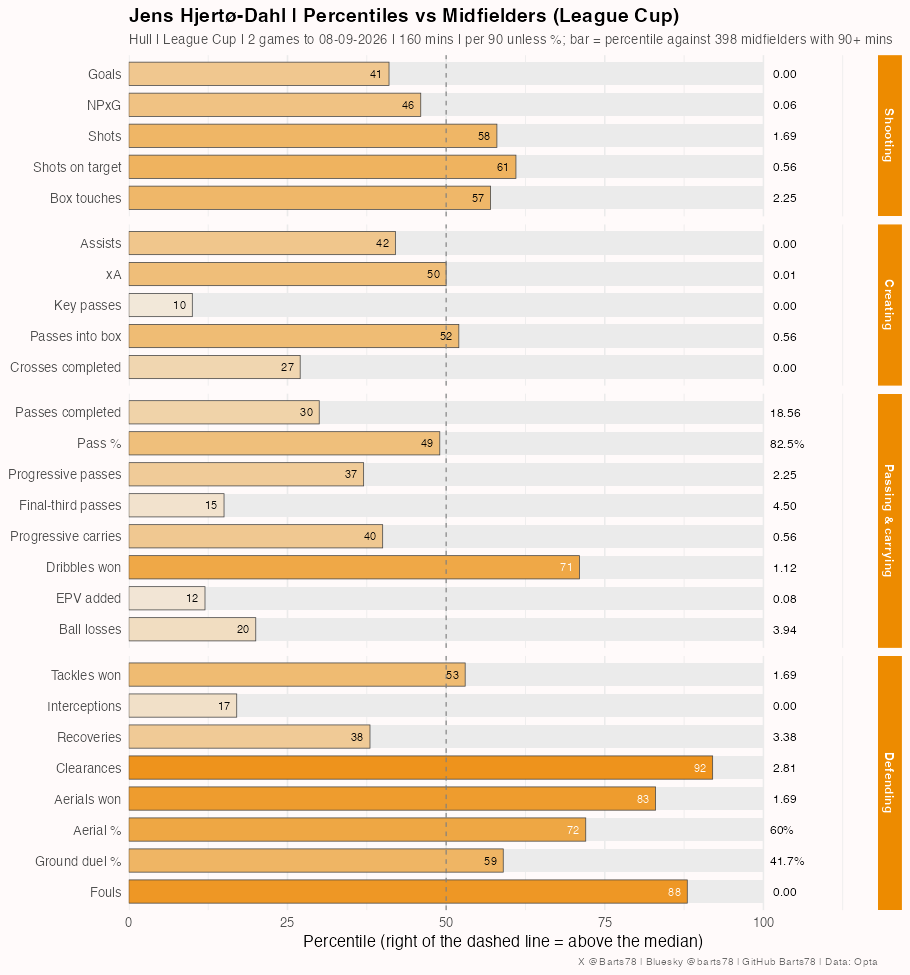 Jens Hjertø-Dahl | Percentiles vs Midfielders (League Cup)
Hull | League Cup | 2 games to 08-09-2026 | 160 mins | per 90 unless %; bar = percentile against 398 midfielders with 90+ mins
Shooting
Goals 41 0.00
NPxG 46 0.06
Shots 58 1.69
Shots on target 61 0.56
Box touches 57 2.25
Creating
Assists 42 0.00
xA 50 0.01
Key passes 10 0.00
Passes into box 52 0.56
Crosses completed 27 0.00
Passing & carrying
Passes completed 30 18.56
Pass % 49 82.5%
Progressive passes 37 2.25
Final-third passes 15 4.50
Progressive carries 40 0.56
Dribbles won 71 1.12
EPV added 12 0.08
Ball losses 20 3.94
Defending
Tackles won 53 1.69
Interceptions 17 0.00
Recoveries 38 3.38
Clearances 92 2.81
Aerials won 83 1.69
Aerial % 72 60%
Ground duel % 59 41.7%
Fouls 88 0.00
0 25 50 75 100
Percentile (right of the dashed line = above the median)
X @Barts78 | Bluesky @barts78 | GitHub Barts78 | Data: Opta